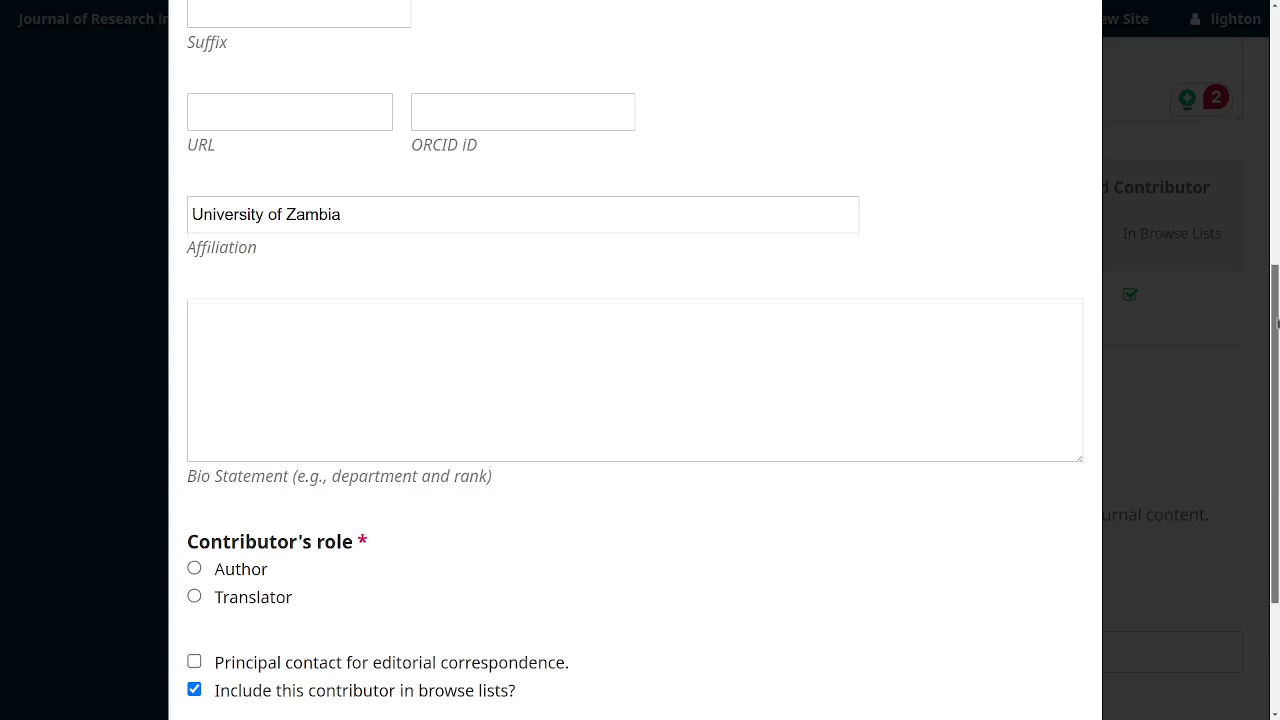 Journal of Research in
ew Site
lighton
Suffix
2
URL
ORCID iD
d Contributor
University of Zambia
In Browse Lists
Affiliation
Bio Statement (e.g., department and rank)
urnal content.
Contributor's role *
Author
Translator
Principal contact for editorial correspondence.
Include this contributor in browse lists?